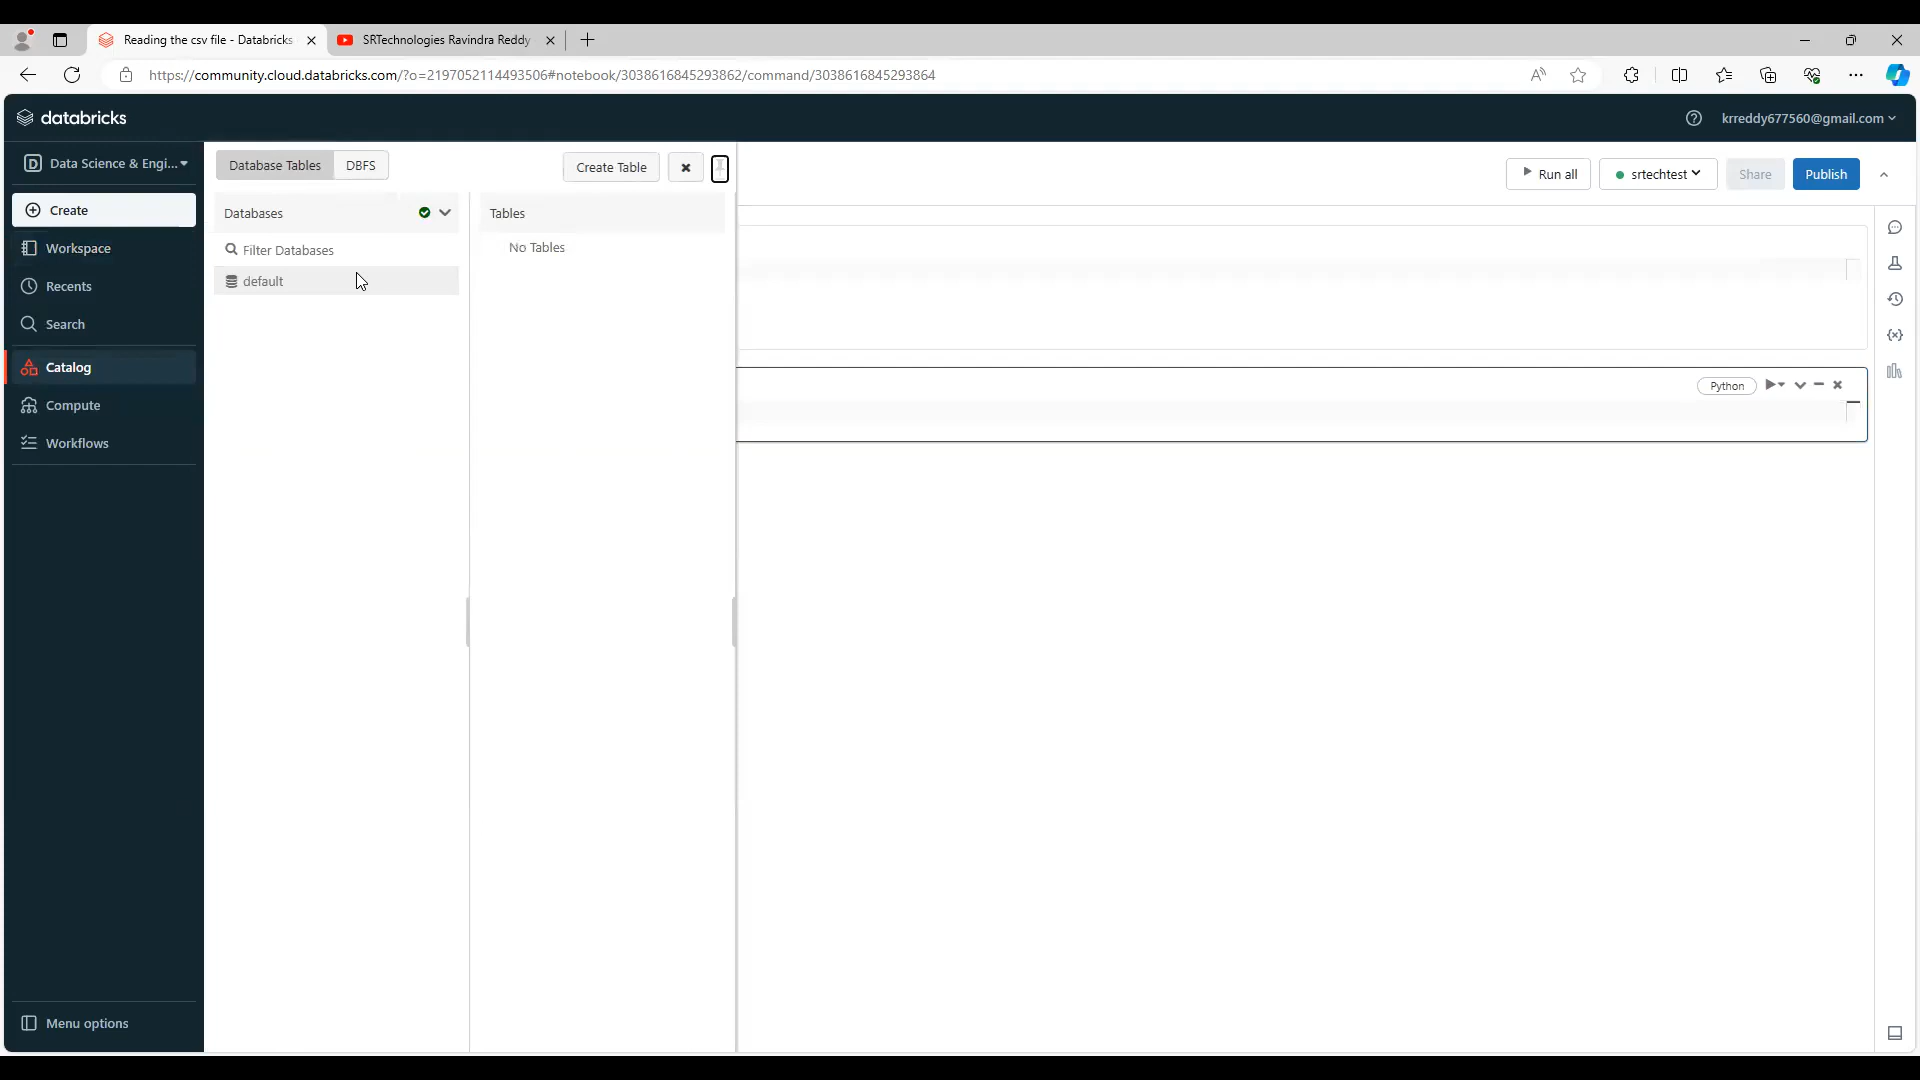 Reading the csv file - Databricks
SRTechnologies Ravindra Reddy
https://community.cloud.databricks.com/?o=2197052114493506#notebook/3038616845293862/command/3038616845293864
databricks
krreddy677560@gmail.com
Data Science & Engi...
Database Tables
DBFS
Create Table
Run all
srtechtest
Share
Publish
Create
Workspace
Recents
Search
Catalog
Compute
Workflows
Databases
Filter Databases
default
Tables
No Tables
Python
Menu options